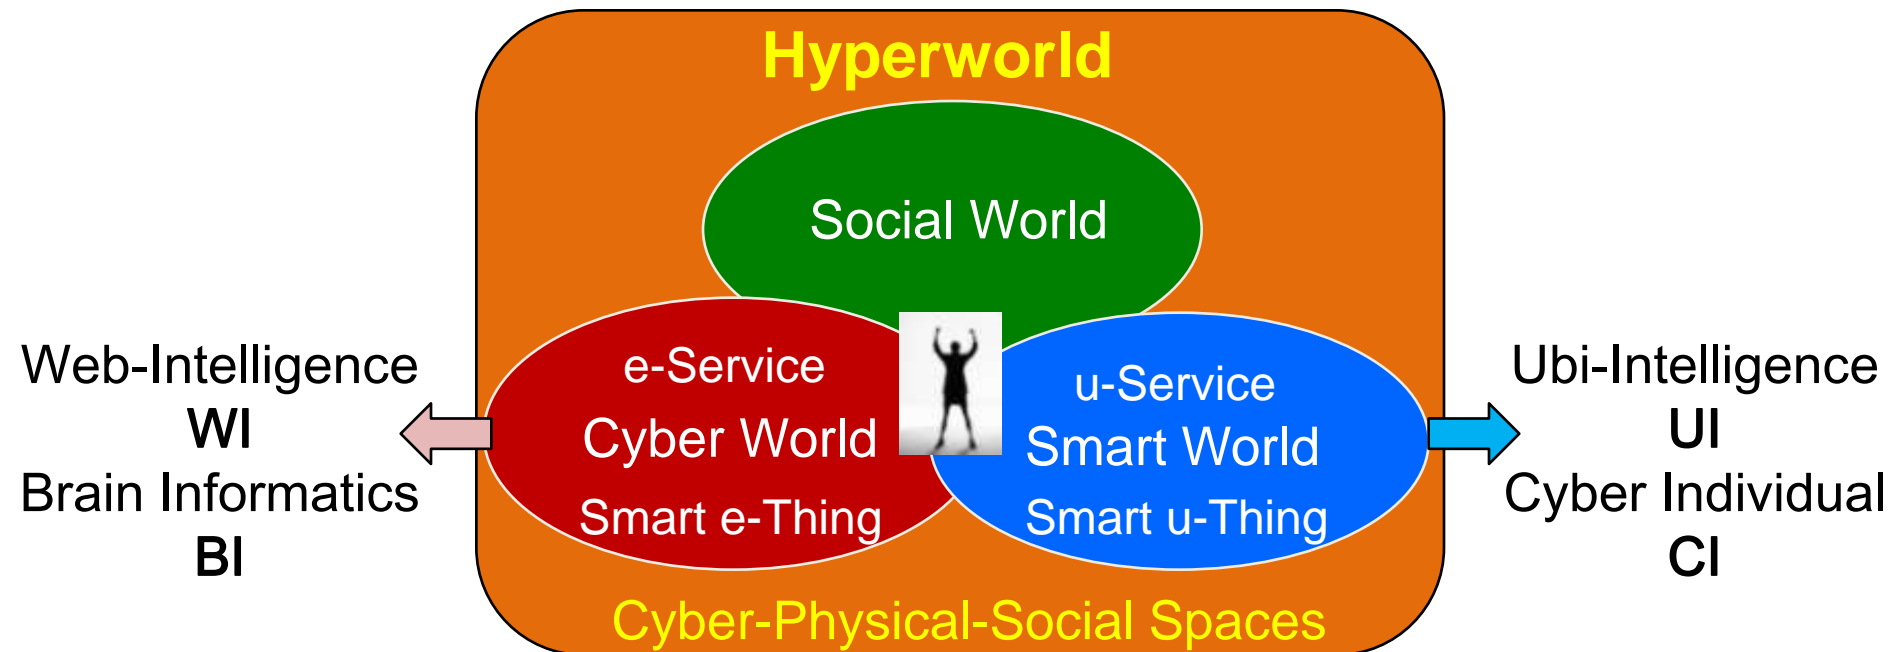 Hyperworld
Social World
e-Service
Cyber World
Smart e-Thing
u-Service
Smart World
Smart u-Thing
Cyber-Physical-Social Spaces
Web-Intelligence
WI
Brain Informatics
BI
Ubi-Intelligence
UI
Cyber Individual
CI